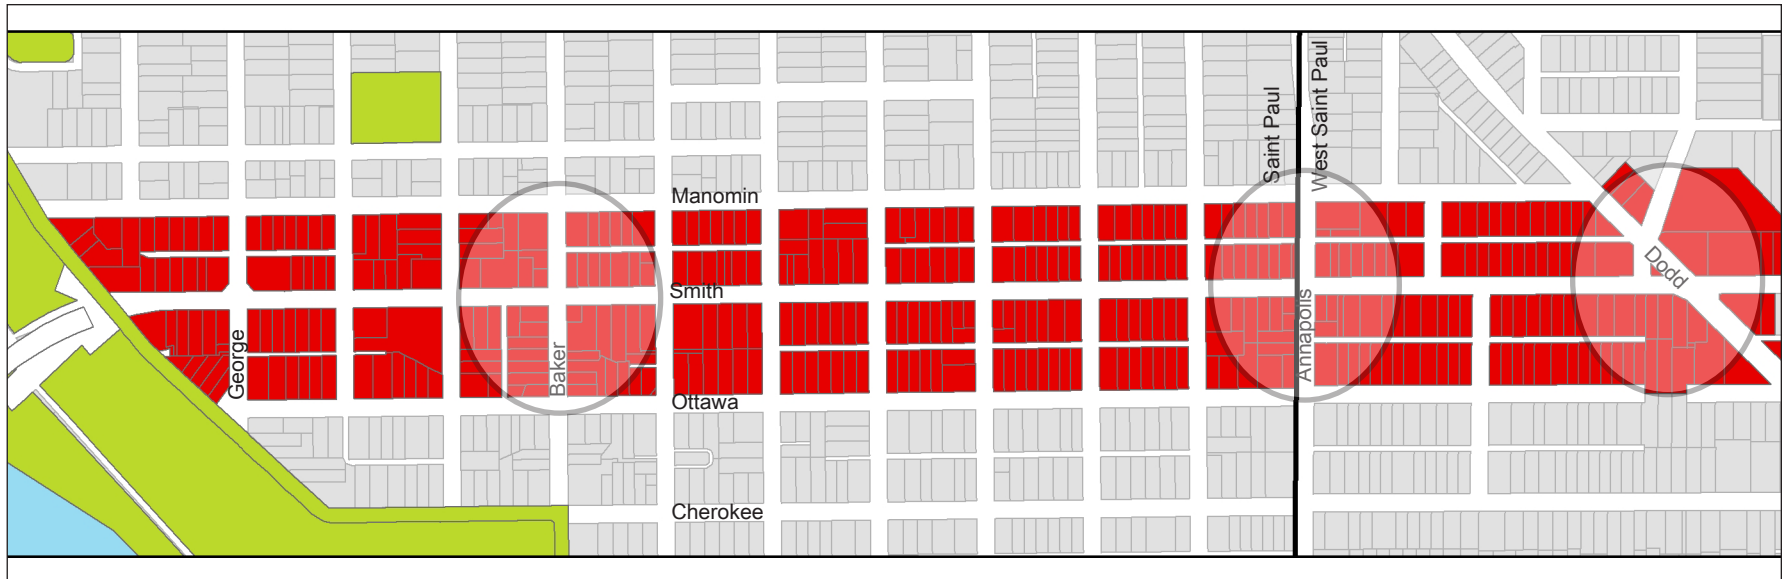 Saint Paul
West Saint Paul
Manomin
Smith
Dodd
George
Baker
Annapolis
Ottawa
Cherokee